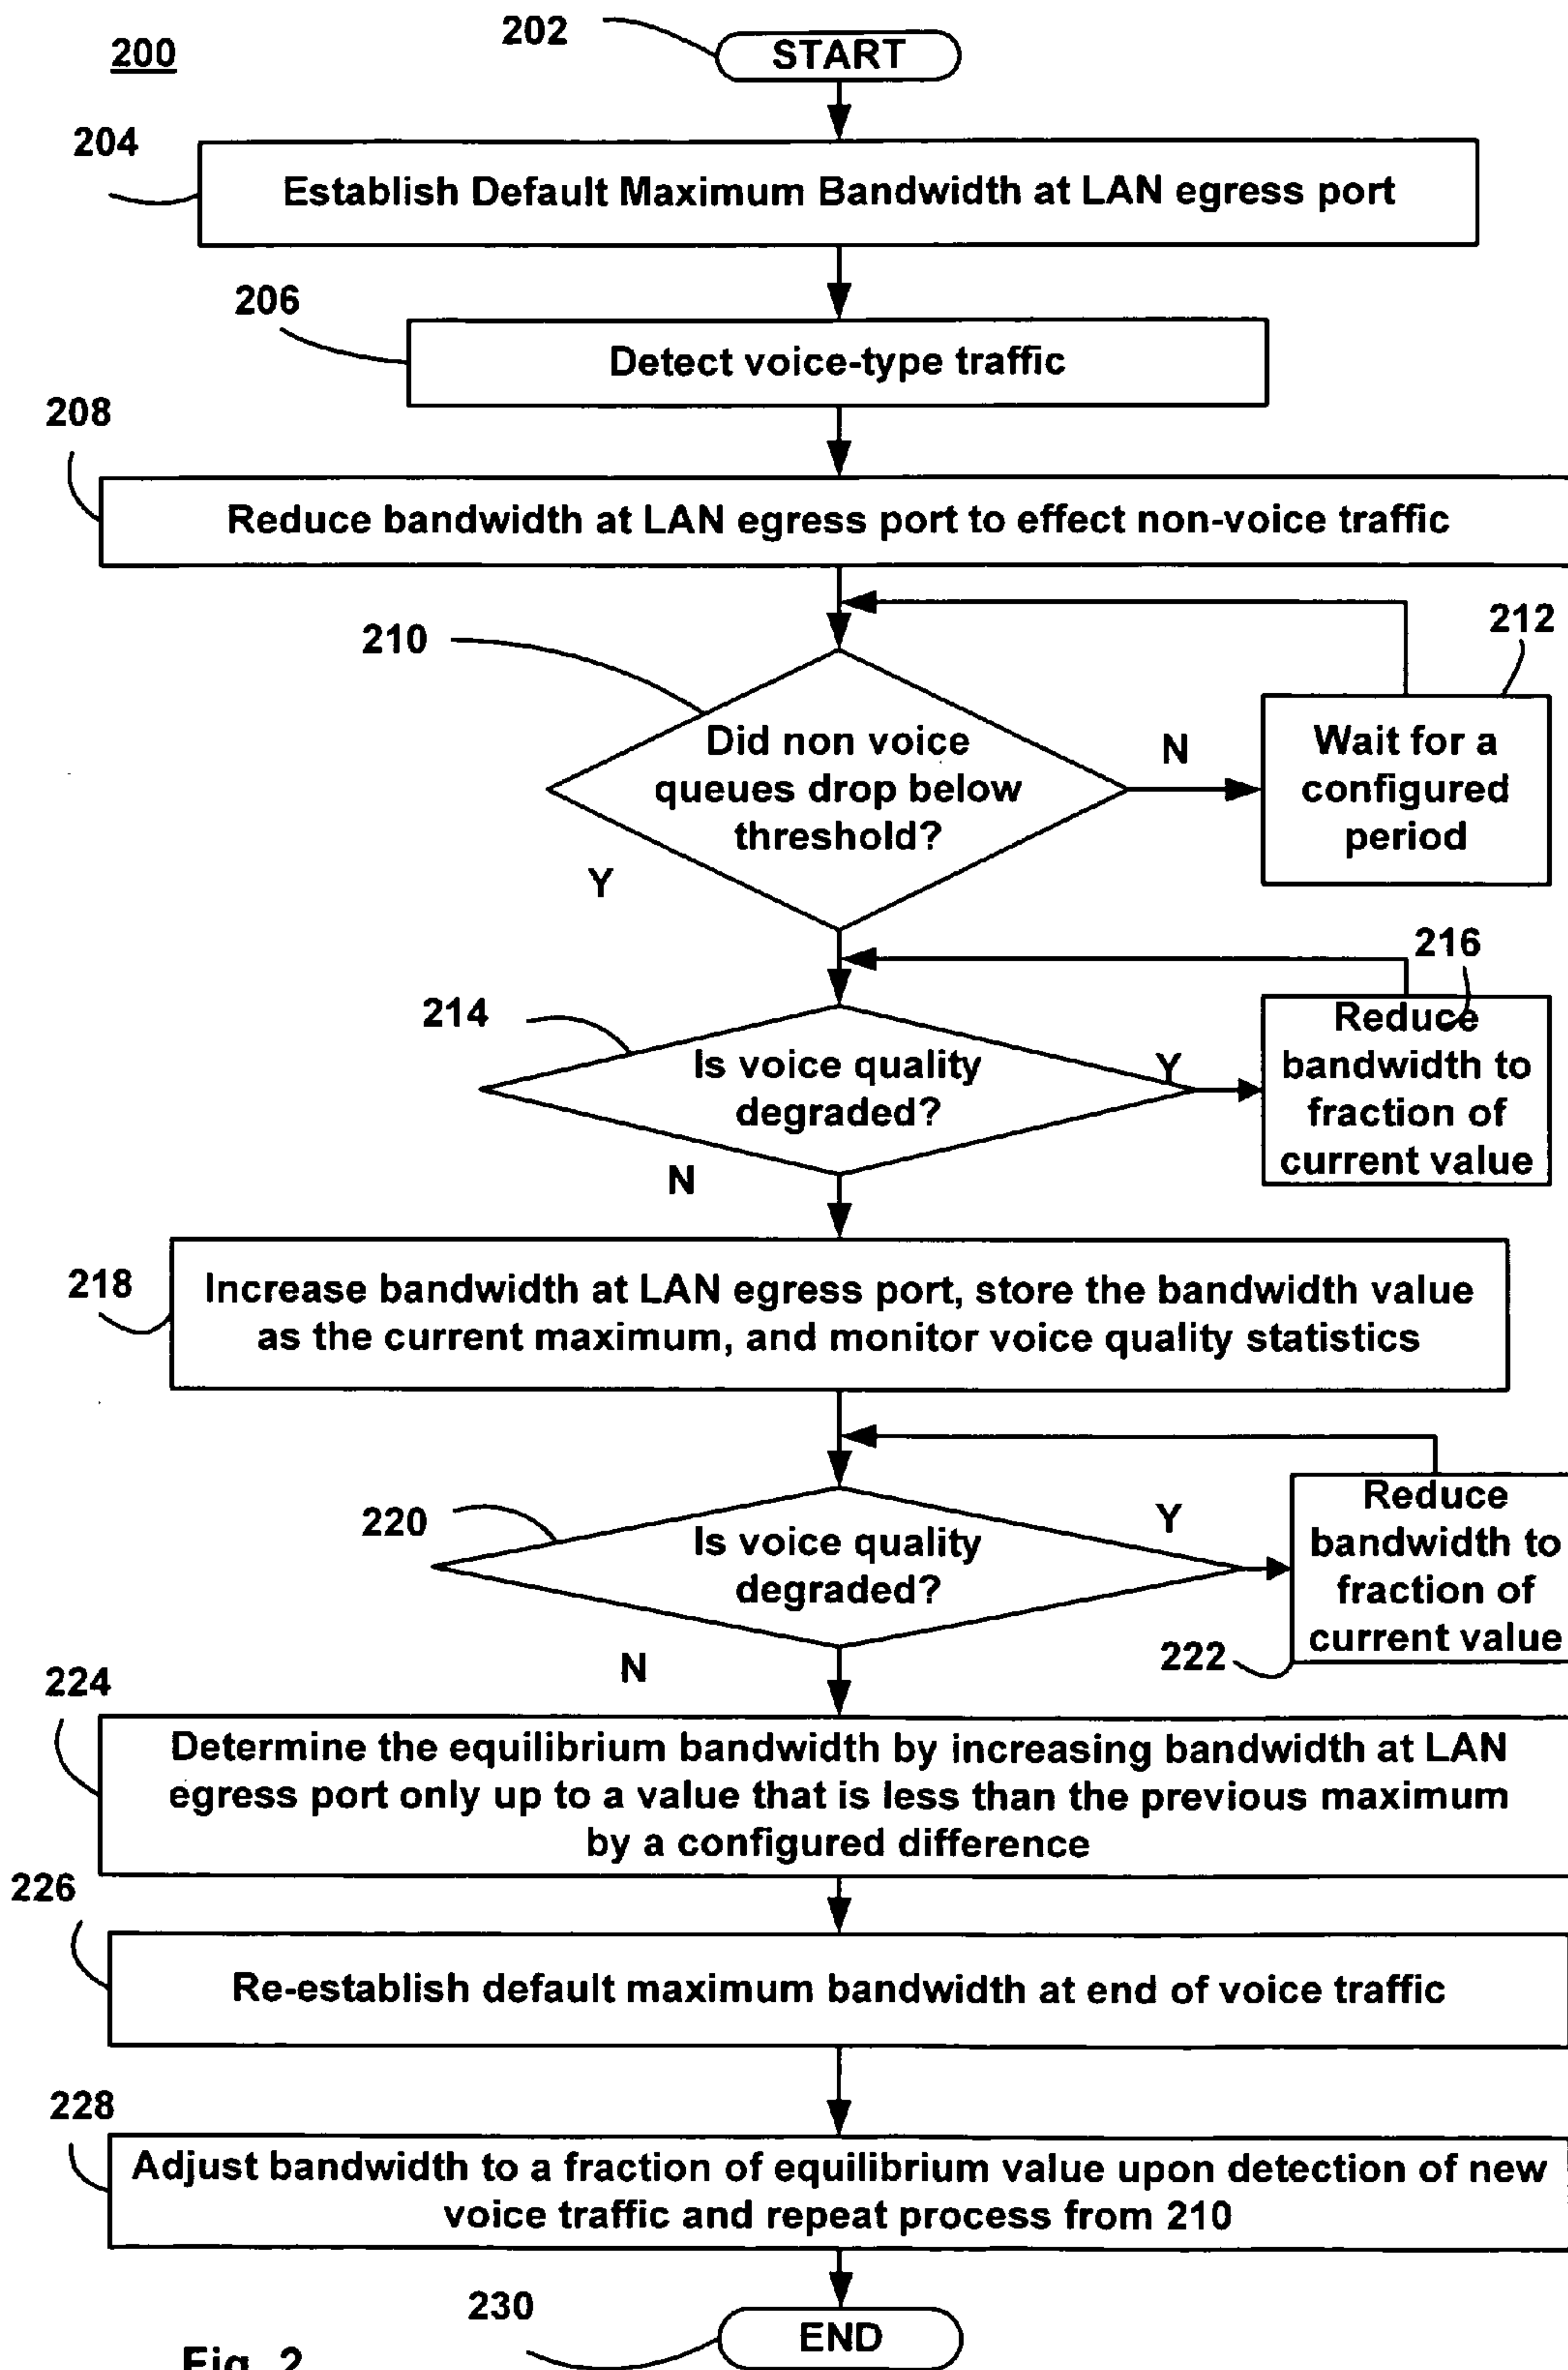 200
202
START
204
Establish Default Maximum Bandwidth at LAN egress port
206
Detect voice-type traffic
208
Reduce bandwidth at LAN egress port to effect non-voice traffic
210
212
Did non voice
queues drop below
threshold?
N
Wait for a
configured
period
Y
214
216
Is voice quality
degraded?
Y
Reduce
bandwidth to
fraction of
current value
N
218
Increase bandwidth at LAN egress port, store the bandwidth value
as the current maximum, and monitor voice quality statistics
220
Is voice quality
degraded?
Y
Reduce
bandwidth to
fraction of
current value
222
N
224
Determine the equilibrium bandwidth by increasing bandwidth at LAN
egress port only up to a value that is less than the previous maximum
by a configured difference
226
Re-establish default maximum bandwidth at end of voice traffic
228
Adjust bandwidth to a fraction of equilibrium value upon detection of new
voice traffic and repeat process from 210
230
END
Fig. 2